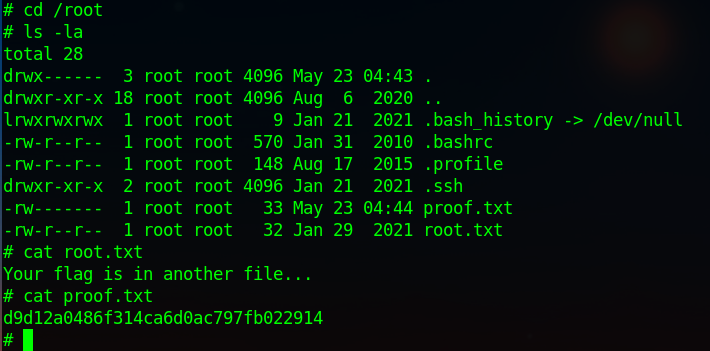 # cd /root
# ls -la
total 28
drwx------  3 root root 4096 May 23 04:43 .
drwxr-xr-x 18 root root 4096 Aug  6  2020 ..
lrwxrwxrwx  1 root root    9 Jan 21  2021 .bash_history -> /dev/null
-rw-r--r--  1 root root  570 Jan 31  2010 .bashrc
-rw-r--r--  1 root root  148 Aug 17  2015 .profile
drwxr-xr-x  2 root root 4096 Jan 21  2021 .ssh
-rw-------  1 root root   33 May 23 04:44 proof.txt
-rw-r--r--  1 root root   32 Jan 29  2021 root.txt
# cat root.txt
Your flag is in another file...
# cat proof.txt
d9d12a0486f314ca6d0ac797fb022914
#